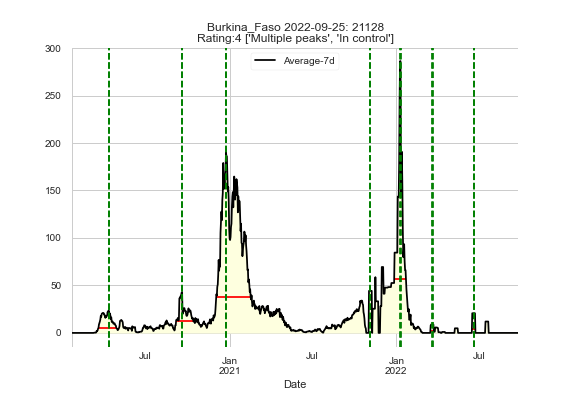 Burkina_Faso 2022-09-25: 21128
Rating:4 ['Multiple peaks', 'In control']
Average-7d
300
250
200
150
100
50
0
Jul
Jan
2021
Jul
Jan
2022
Jul
Date